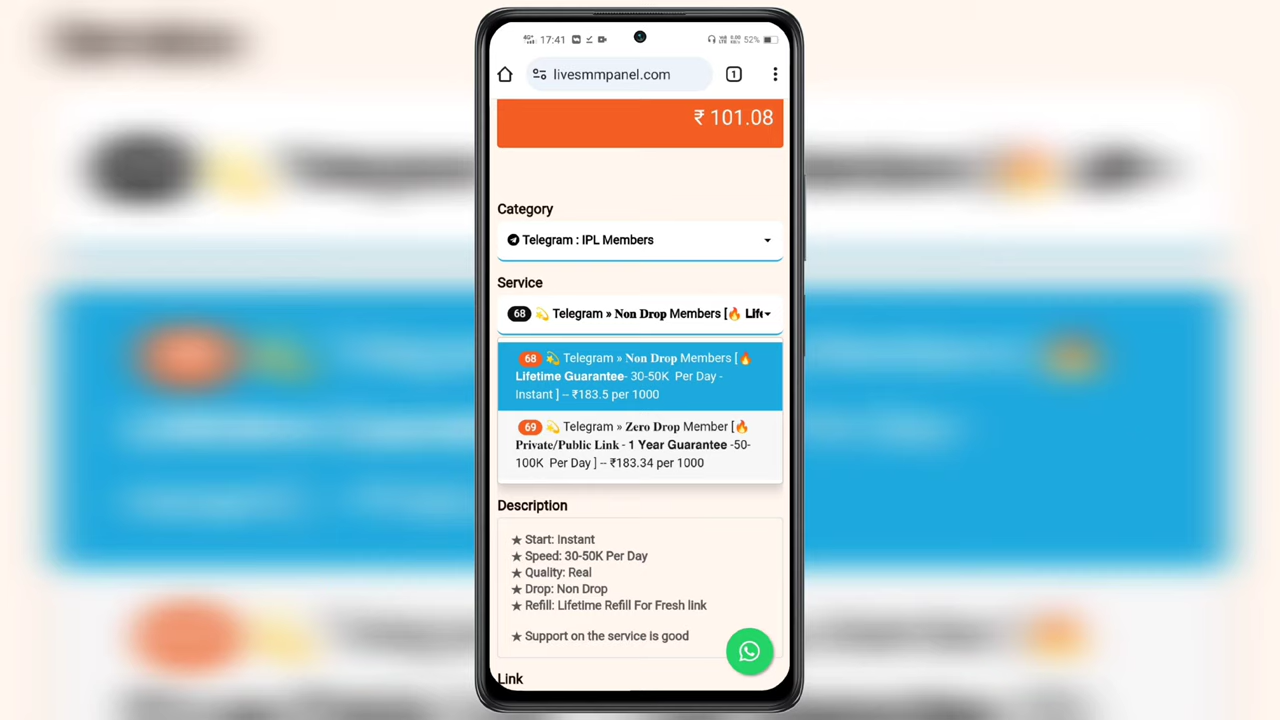 4G+ 17:41 52%
livesmmpanel.com 1
₹ 101.08
Category
Telegram : IPL Members
Service
68 💫 Telegram » Non Drop Members [🔥 Life
68 💫 Telegram » Non Drop Members [🔥
Lifetime Guarantee- 30-50K Per Day -
Instant ] -- ₹183.5 per 1000
69 💫 Telegram » Zero Drop Member [🔥
Private/Public Link - 1 Year Guarantee -50-
100K Per Day ] -- ₹183.34 per 1000
Description
★ Start: Instant
★ Speed: 30-50K Per Day
★ Quality: Real
★ Drop: Non Drop
★ Refill: Lifetime Refill For Fresh link
★ Support on the service is good
Link